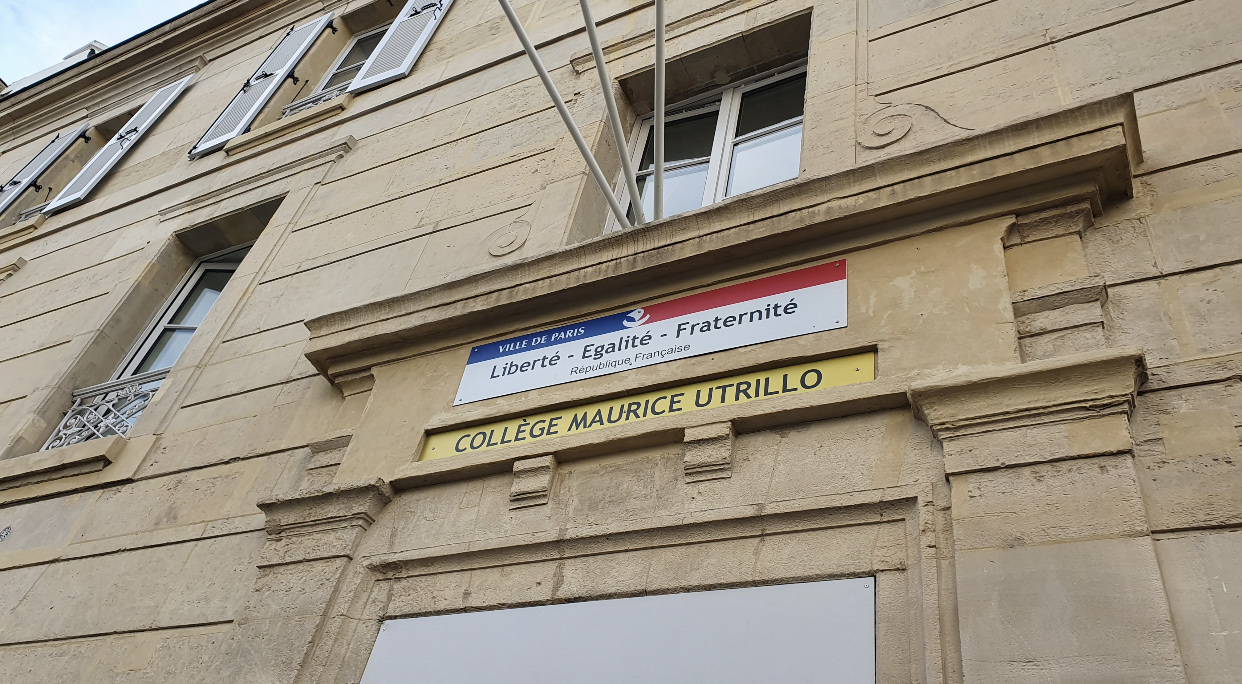 VILLE DE PARIS
Liberté - Egalité - Fraternité
République Française
COLLÈGE MAURICE UTRILLO